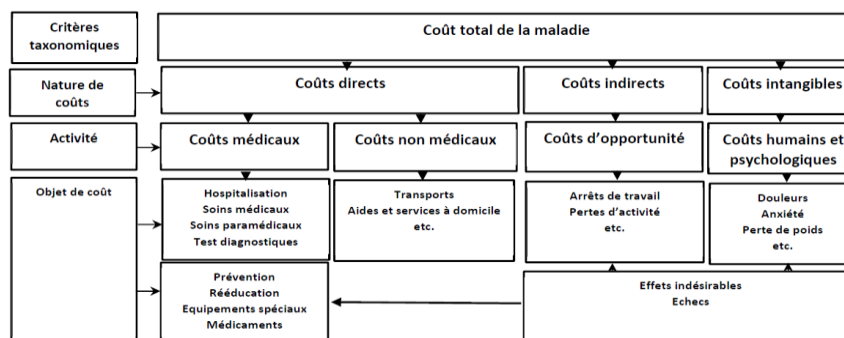 Critères
taxonomiques
Coût total de la maladie
Nature de
coûts
Coûts directs
Coûts indirects
Coûts intangibles
Activité
Coûts médicaux
Coûts non médicaux
Coûts d’opportunité
Coûts humains et
psychologiques
Objet de coût
Hospitalisation
Soins médicaux
Soins paramédicaux
Test diagnostiques
Transports
Aides et services à domicile
etc.
Arrêts de travail
Pertes d’activité
etc.
Douleurs
Anxiété
Perte de poids
etc.
Prévention
Rééducation
Equipements spéciaux
Médicaments
Effets indésirables
Echecs